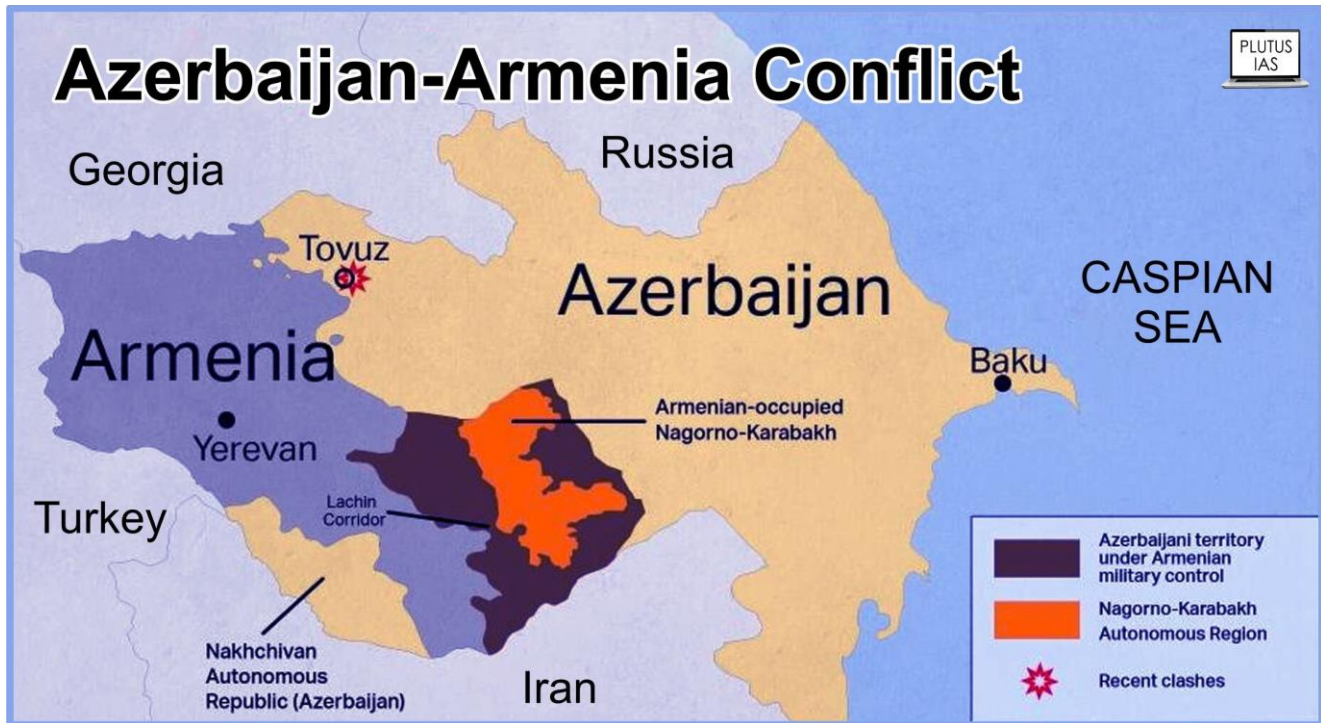 Azerbaijan-Armenia Conflict
PLUTUS
IAS
Georgia
Russia
Tovuz
Azerbaijan
CASPIAN
SEA
Armenia
Baku
Yerevan
Armenian-occupied
Nagorno-Karabakh
Lachin
Corridor
Turkey
Nakhchivan
Autonomous
Republic (Azerbaijan)
Iran
Azerbaijani territory
under Armenian
military control
Nagorno-Karabakh
Autonomous Region
Recent clashes